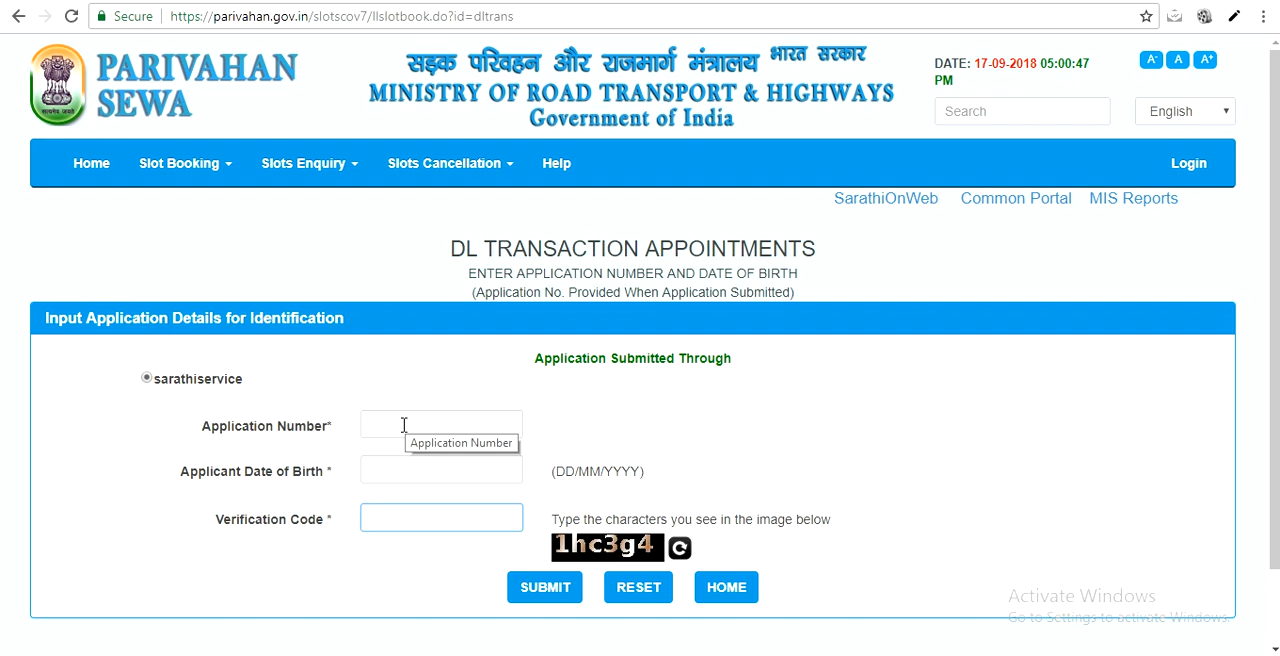 Secure https://parivahan.gov.in/slotscov7/llslotbook.do?id=dltrans
PARIVAHAN
SEWA
सत्यमेव जयते
सड़क परिवहन और राजमार्ग मंत्रालय भारत सरकार
MINISTRY OF ROAD TRANSPORT & HIGHWAYS
Government of India
DATE: 17-09-2018 05:00:47
PM
A- A A+
Search English
Home Slot Booking Slots Enquiry Slots Cancellation Help Login
SarathiOnWeb Common Portal MIS Reports
DL TRANSACTION APPOINTMENTS
ENTER APPLICATION NUMBER AND DATE OF BIRTH
(Application No. Provided When Application Submitted)
Input Application Details for Identification
Application Submitted Through
sarathiservice
Application Number*
Application Number
Applicant Date of Birth * (DD/MM/YYYY)
Verification Code * Type the characters you see in the image below
1hc3g4
SUBMIT RESET HOME
Activate Windows
Go to Settings to activate Windows.